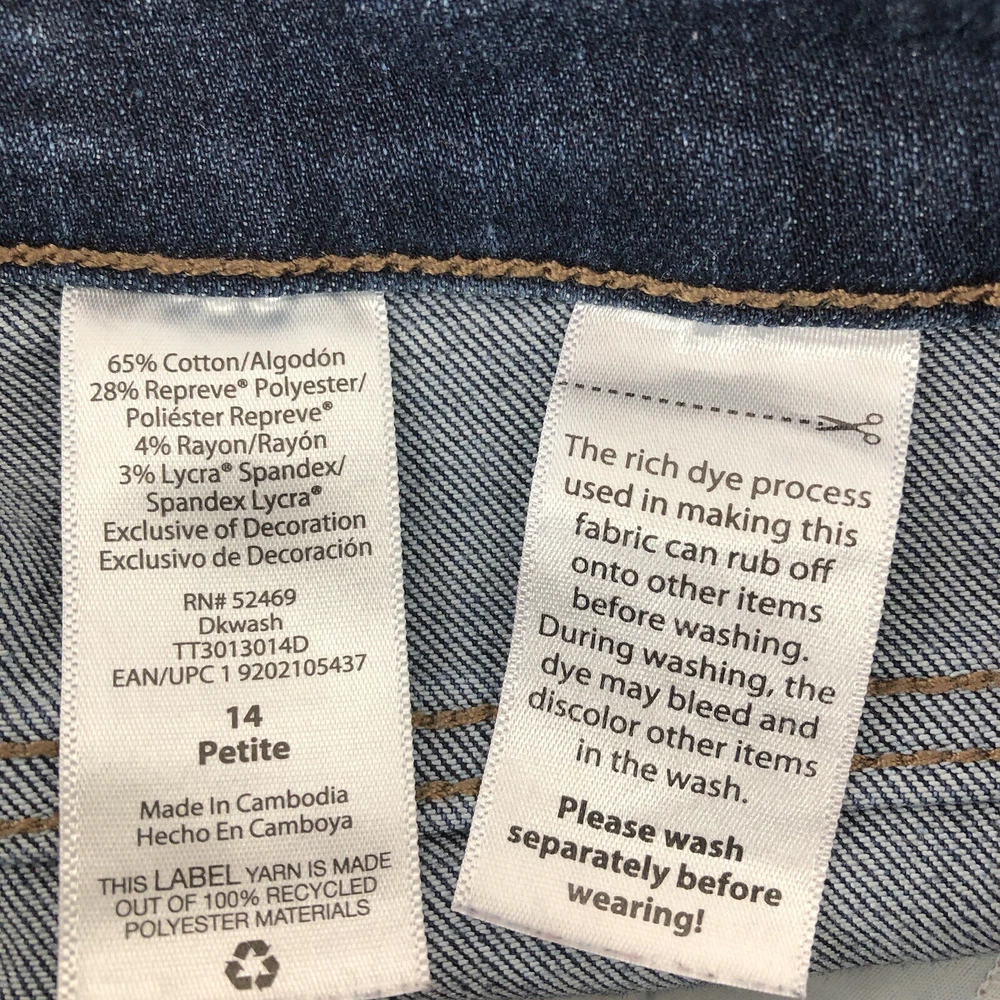 65% Cotton/Algodón
28% Repreve® Polyester/
Poliéster Repreve®
4% Rayon/Rayón
3% Lycra® Spandex/
Spandex Lycra®
Exclusive of Decoration
Exclusivo de Decoración
RN# 52469
Dkwash
TT3013014D
EAN/UPC 1 9202105437
14
Petite
Made In Cambodia
Hecho En Camboya
THIS LABEL YARN IS MADE
OUT OF 100% RECYCLED
POLYESTER MATERIALS
The rich dye process
used in making this
fabric can rub off
onto other items
before washing.
During washing, the
dye may bleed and
discolor other items
in the wash.
Please wash
separately before
wearing!